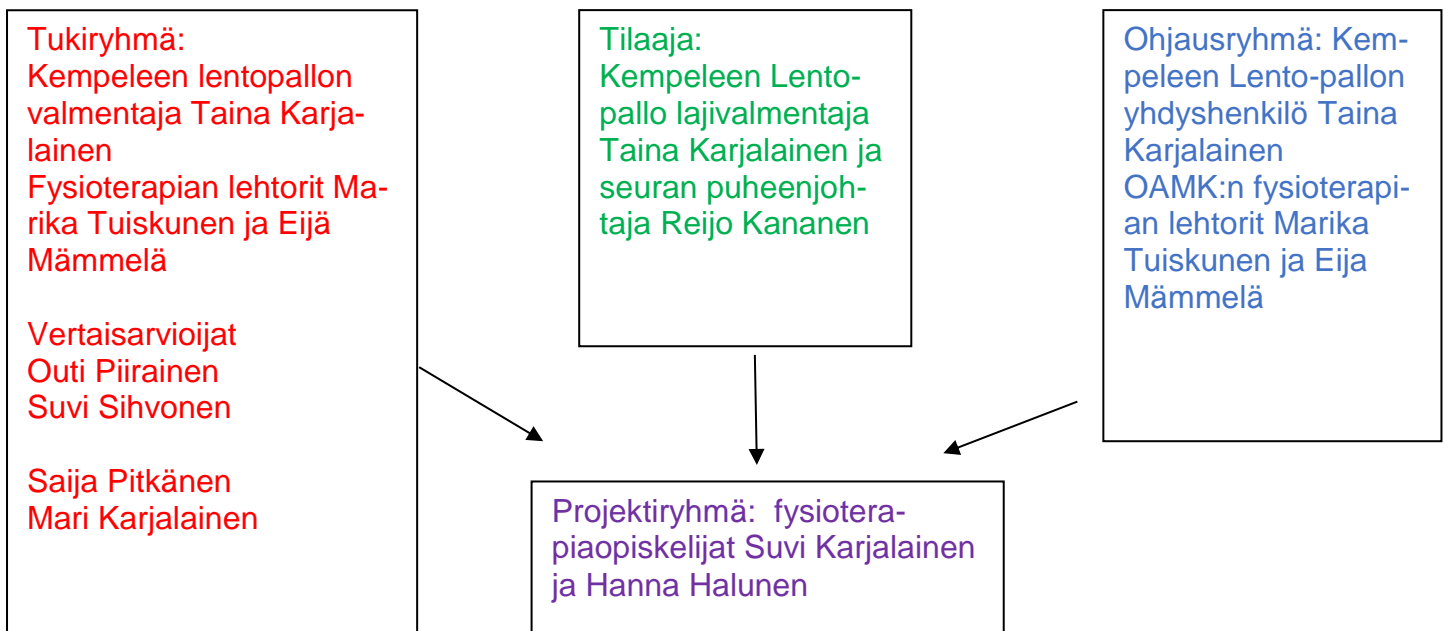 Tukiryhmä:
Kempeleen lentopallon
valmentaja Taina Karja-
lainen
Fysioterapian lehtorit Ma-
rika Tuiskunen ja Eijä
Mämmelä
Vertaisarvioijat
Outi Piirainen
Suvi Sihvonen
Saija Pitkänen
Mari Karjalainen
Tilaaja:
Kempeleen Lento-
pallo lajivalmentaja
Taina Karjalainen ja
seuran puheenjoh-
taja Reijo Kananen
Ohjausryhmä: Kem-
peleen Lento-pallon
yhdyshenkilö Taina
Karjalainen
OAMK:n fysioterapi-
an lehtorit Marika
Tuiskunen ja Eija
Mämmelä
Projektiryhmä:  fysiotera-
piaopiskelijat Suvi Karjalainen
ja Hanna Halunen